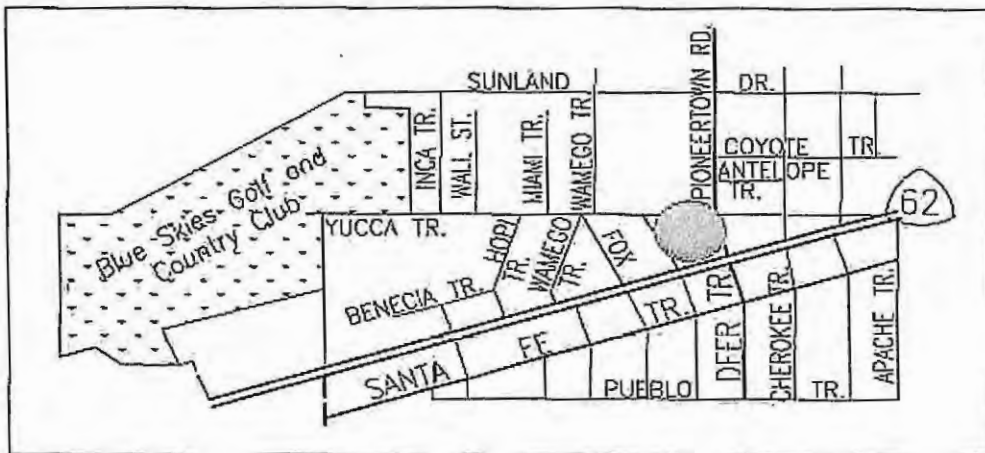 SUNLAND DR.
PIONEERTOWN RD.
INCA TR.
WALL ST.
MIAMI TR.
WAMEGO TR.
COYOTE TR.
ANTELOPE
TR.
62
Blue Skies Golf and
Country Club
YUCCA TR.
HOPI
TR.
WAMEGO
TR.
FOX
BENECIA TR.
SANTA FE TR.
DEER TR.
CHEROKEE TR.
APACHE TR.
PUEBLO TR.